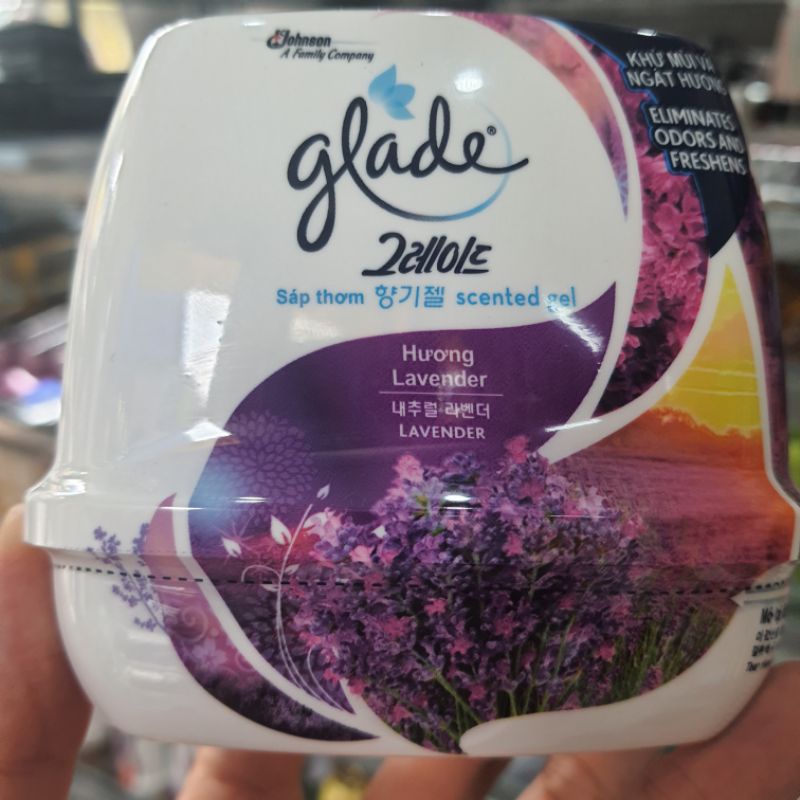 Johnson
A Family Company
glade®
그레이드
Sáp thơm 향기젤 scented gel
Hương
Lavender
내추럴 라벤더
LAVENDER
KHỬ MÙI VÀ
NGÁT HƯƠNG
ELIMINATES
ODORS AND
FRESHENS